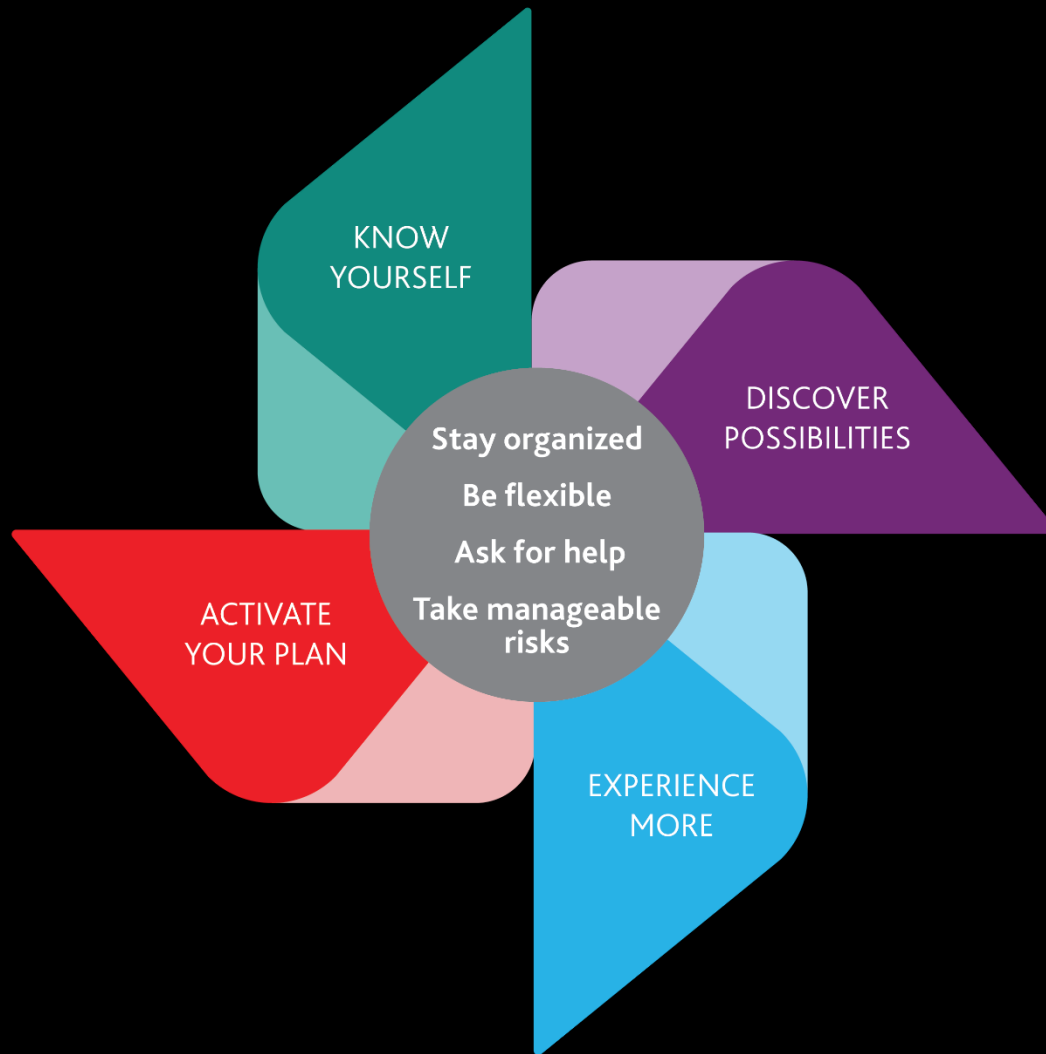 KNOW
YOURSELF
DISCOVER
POSSIBILITIES
Stay organized
Be flexible
Ask for help
Take manageable
risks
ACTIVATE
YOUR PLAN
EXPERIENCE
MORE